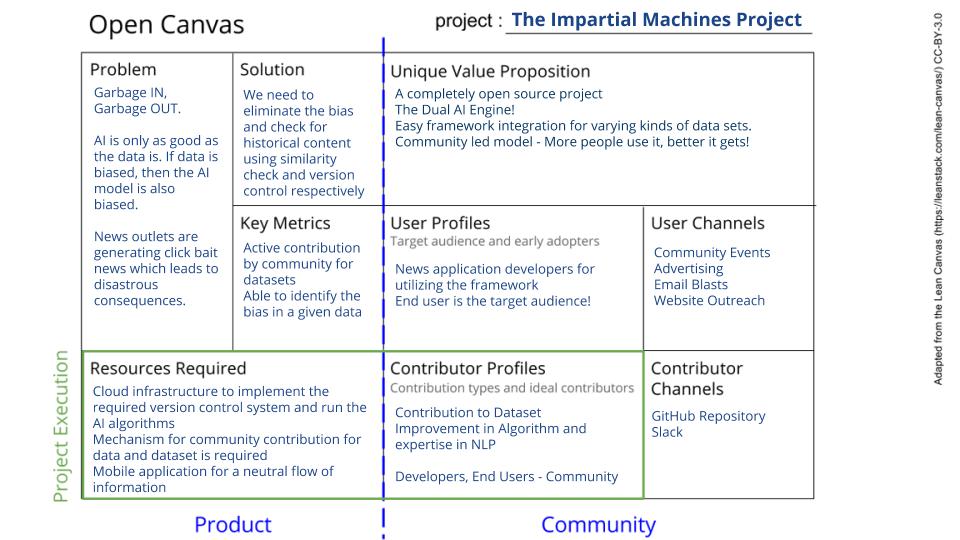 Open Canvas
project : The Impartial Machines Project
Problem
Garbage IN,
Garbage OUT.
AI is only as good as
the data is. If data is
biased, then the AI
model is also
biased.
News outlets are
generating click bait
news which leads to
disastrous
consequences.
Solution
We need to
eliminate the bias
and check for
historical content
using similarity
check and version
control respectively
Key Metrics
Active contribution
by community for
datasets
Able to identify the
bias in a given data
Unique Value Proposition
A completely open source project
The Dual AI Engine!
Easy framework integration for varying kinds of data sets.
Community led model - More people use it, better it gets!
User Profiles
Target audience and early adopters
News application developers for
utilizing the framework
End user is the target audience!
User Channels
Community Events
Advertising
Email Blasts
Website Outreach
Project Execution
Resources Required
Cloud infrastructure to implement the
required version control system and run the
AI algorithms
Mechanism for community contribution for
data and dataset is required
Mobile application for a neutral flow of
information
Contributor Profiles
Contribution types and ideal contributors
Contribution to Dataset
Improvement in Algorithm and
expertise in NLP
Developers, End Users - Community
Contributor
Channels
GitHub Repository
Slack
Product
Community
Adapted from the Lean Canvas (https://leanstack.com/lean-canvas/) CC-BY-3.0